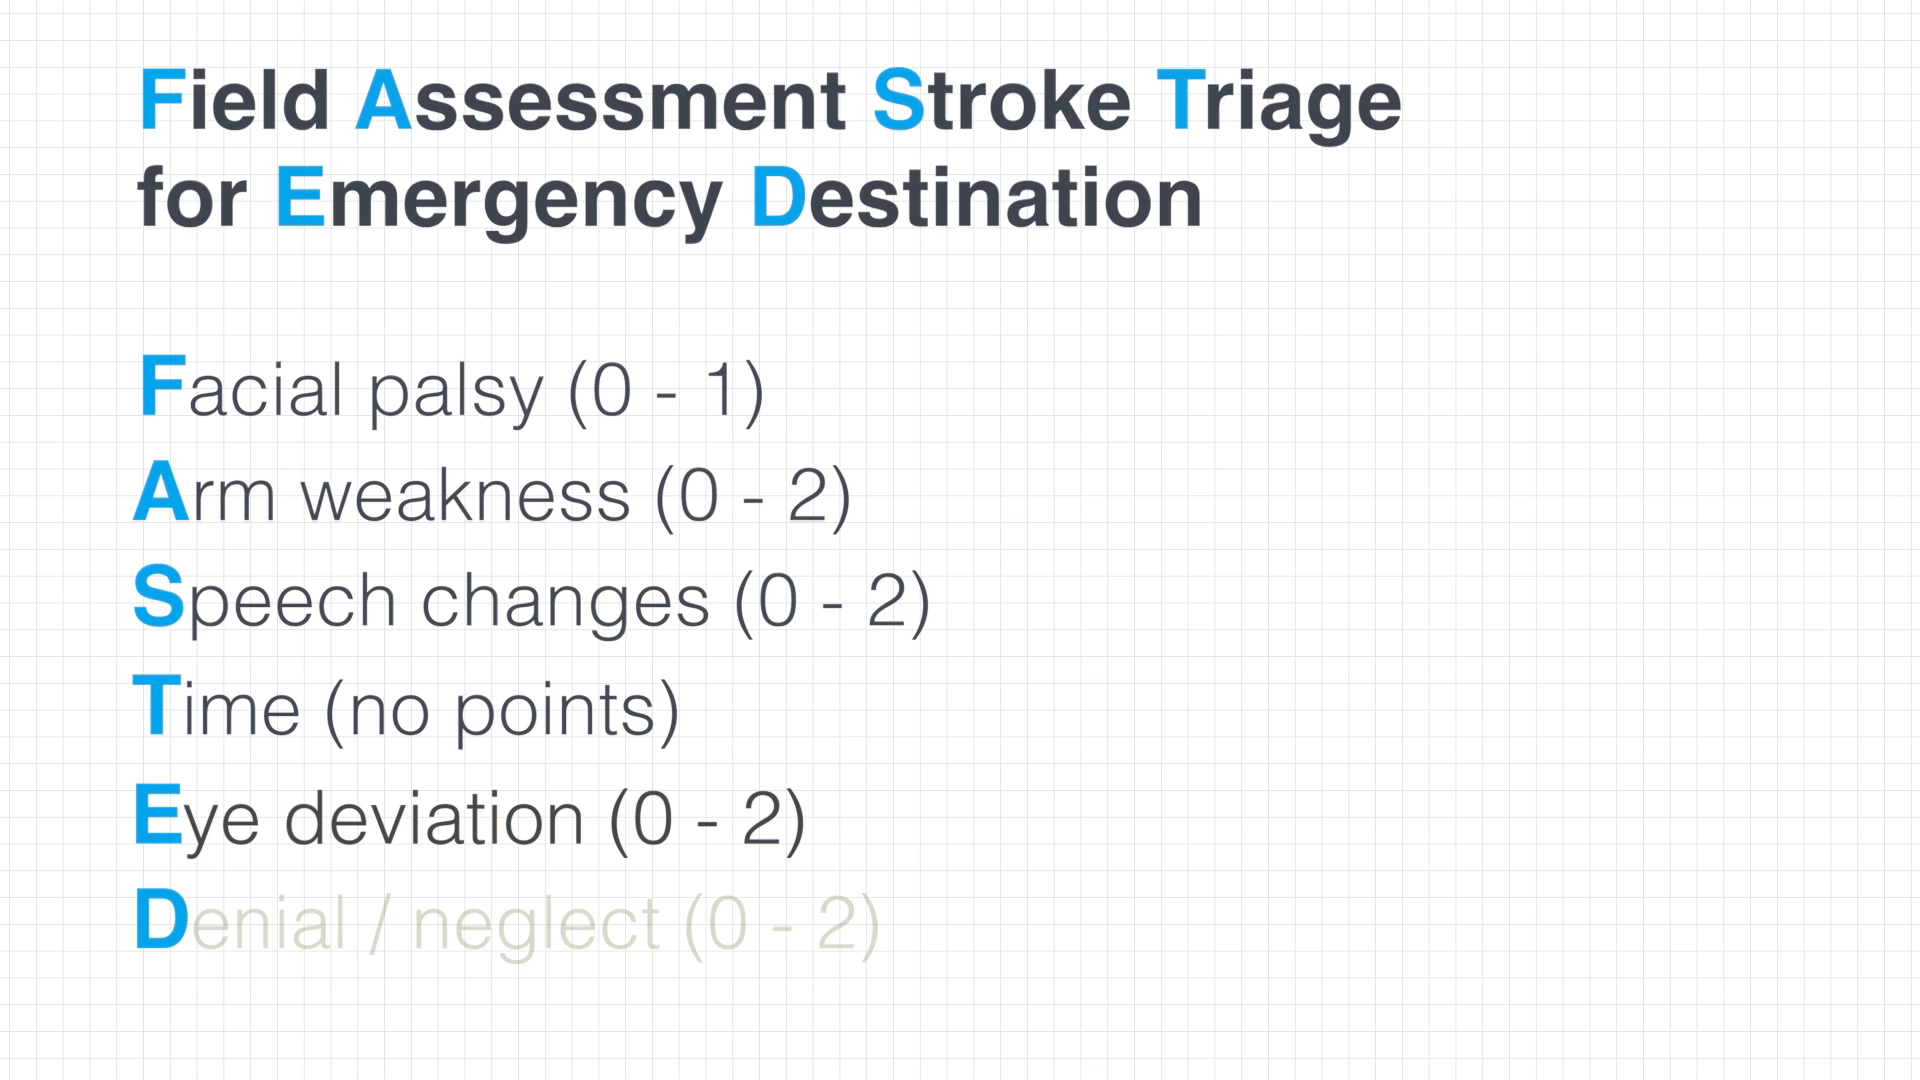 Field Assessment Stroke Triage
for Emergency Destination
Facial palsy (0 - 1)
Arm weakness (0 - 2)
Speech changes (0 - 2)
Time (no points)
Eye deviation (0 - 2)
Denial / neglect (0 - 2)